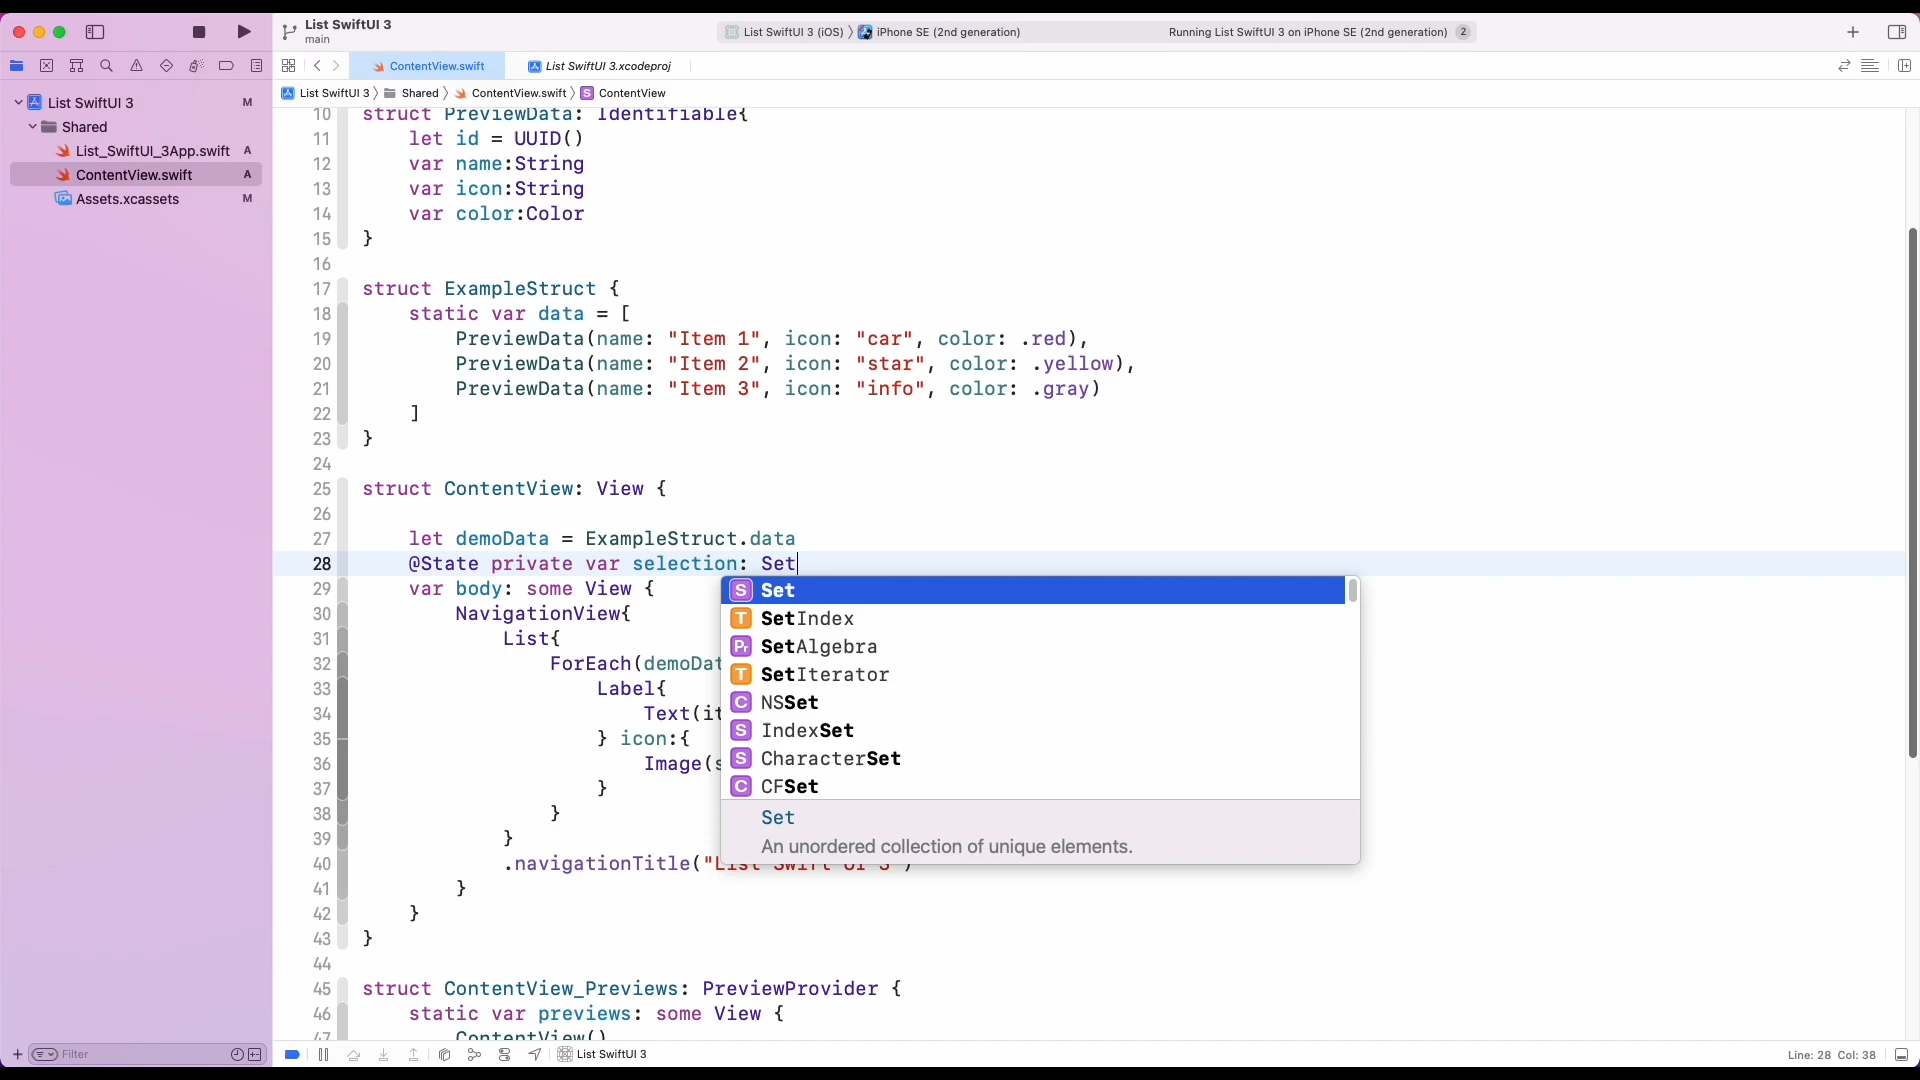 List SwiftUI 3
main
List SwiftUI 3 (iOS) 〉 iPhone SE (2nd generation)
Running List SwiftUI 3 on iPhone SE (2nd generation) 2
ContentView.swift
List SwiftUI 3.xcodeproj
List SwiftUI 3 〉 Shared 〉 ContentView.swift 〉 S ContentView
List SwiftUI 3 M
Shared
List_SwiftUI_3App.swift A
ContentView.swift A
Assets.xcassets M
10 struct PreviewData: Identifiable{
11 let id = UUID()
12 var name:String
13 var icon:String
14 var color:Color
15 }
16
17 struct ExampleStruct {
18 static var data = [
19 PreviewData(name: "Item 1", icon: "car", color: .red),
20 PreviewData(name: "Item 2", icon: "star", color: .yellow),
21 PreviewData(name: "Item 3", icon: "info", color: .gray)
22 ]
23 }
24
25 struct ContentView: View {
26
27 let demoData = ExampleStruct.data
28 @State private var selection: Set
29 var body: some View {
30 NavigationView{
31 List{
32 ForEach(demoDat
33 Label{
34 Text(it
35 } icon:{
36 Image(s
37 }
38 }
39 }
40 .navigationTitle("List Swift UI 3")
41 }
42 }
43 }
44
45 struct ContentView_Previews: PreviewProvider {
46 static var previews: some View {
47 ContentView()
S Set
T SetIndex
Pr SetAlgebra
T SetIterator
C NSSet
S IndexSet
S CharacterSet
C CFSet
Set
An unordered collection of unique elements.
Filter
List SwiftUI 3
Line: 28 Col: 38